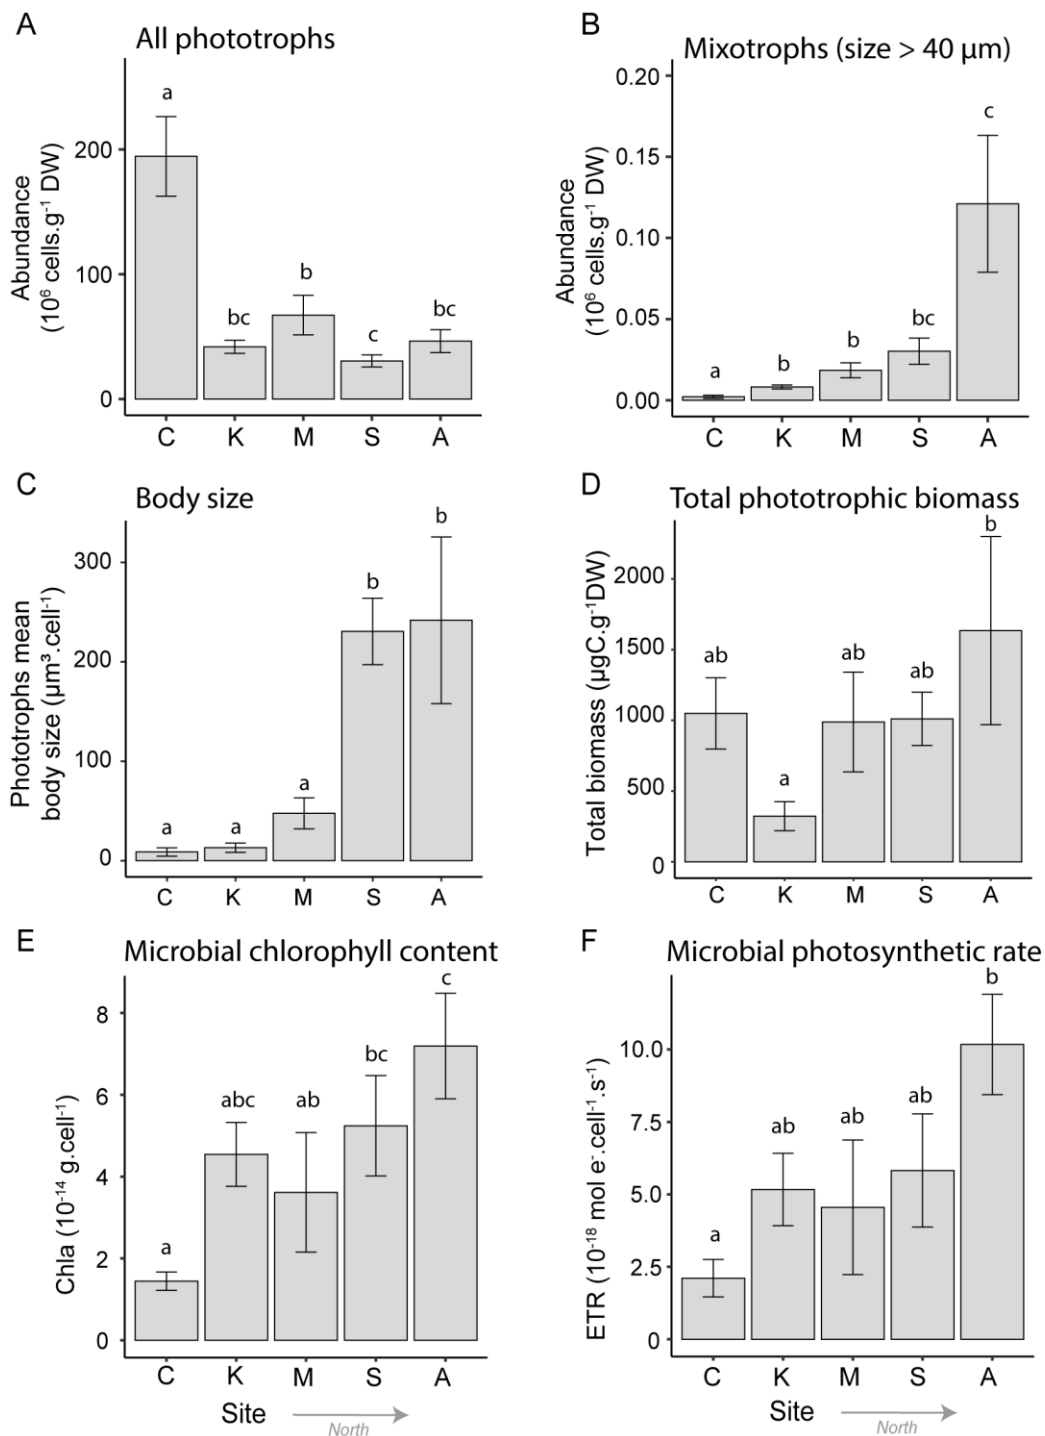 A
All phototrophs
Abundance
(10⁶ cells.g⁻¹ DW)
200
100
0
a
bc
b
c
bc
C K M S A
B
Mixotrophs (size > 40 µm)
Abundance
(10⁶ cells.g⁻¹ DW)
0.20
0.15
0.10
0.05
0.00
a
b
b
bc
c
C K M S A
C
Body size
Phototrophs mean
body size (µm³.cell⁻¹)
300
200
100
0
a
a
a
b
b
C K M S A
D
Total phototrophic biomass
Total biomass (µgC.g⁻¹DW)
2000
1500
1000
500
0
ab
a
ab
ab
b
C K M S A
E
Microbial chlorophyll content
Chla (10⁻¹⁴ g.cell⁻¹)
8
6
4
2
0
a
abc
ab
bc
c
C K M S A
Site
North
F
Microbial photosynthetic rate
ETR (10⁻¹⁸ mol e⁻.cell⁻¹.s⁻¹)
10.0
7.5
5.0
2.5
0
a
ab
ab
ab
b
C K M S A
Site
North